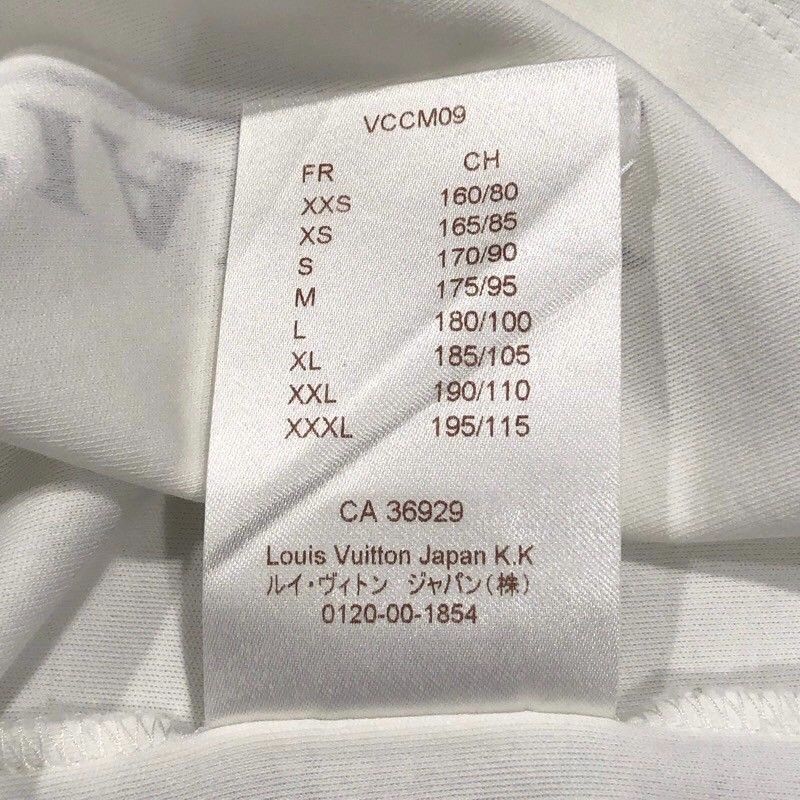 VCCM09
FR CH
XXS 160/80
XS 165/85
S 170/90
M 175/95
L 180/100
XL 185/105
XXL 190/110
XXXL 195/115
CA 36929
Louis Vuitton Japan K.K
ルイ・ヴィトン ジャパン(株)
0120-00-1854